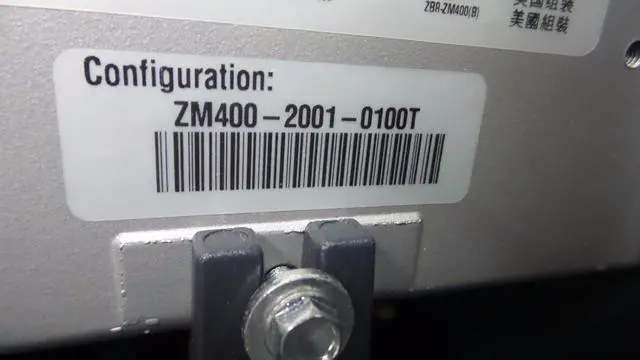 ZBR-ZM400(B)
美國組裝
Configuration:
ZM400-2001-0100T